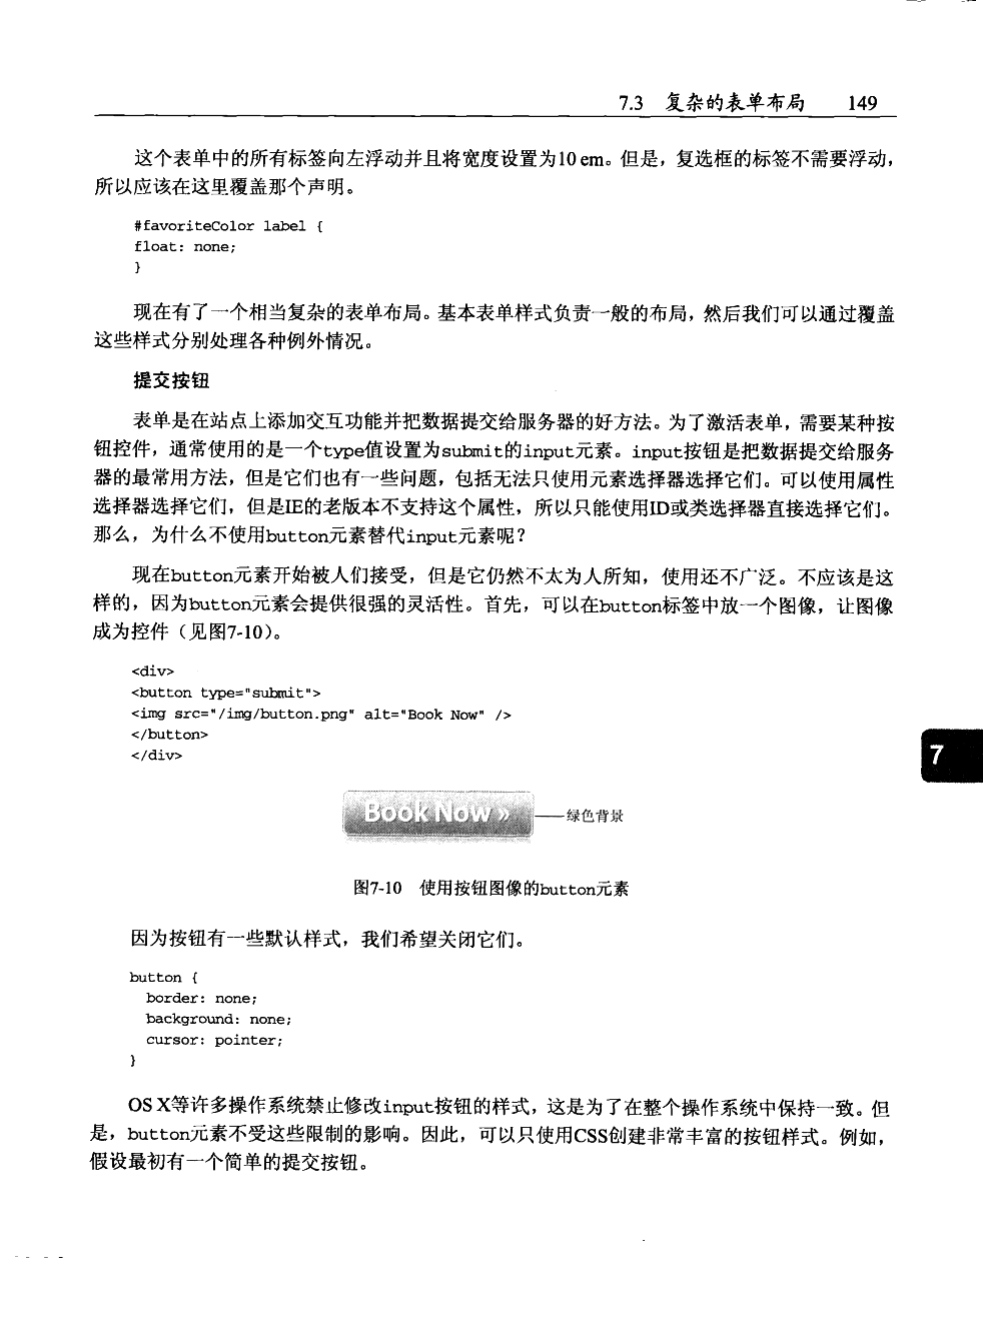 7.3 复杂的表单布局 149
这个表单中的所有标签向左浮动并且将宽度设置为10 em。但是，复选框的标签不需要浮动，
所以应该在这里覆盖那个声明。
#favoriteColor label {
float: none;
}
现在有了一个相当复杂的表单布局。基本表单样式负责一般的布局，然后我们可以通过覆盖
这些样式分别处理各种例外情况。
提交按钮
表单是在站点上添加交互功能并把数据提交给服务器的好方法。为了激活表单，需要某种按
钮控件，通常使用的是一个type值设置为submit的input元素。input按钮是把数据提交给服务
器的最常用方法，但是它们也有一些问题，包括无法只使用元素选择器选择它们。可以使用属性
选择器选择它们，但是IE的老版本不支持这个属性，所以只能使用ID或类选择器直接选择它们。
那么，为什么不使用button元素替代input元素呢？
现在button元素开始被人们接受，但是它仍然不太为人所知，使用还不广泛。不应该是这
样的，因为button元素会提供很强的灵活性。首先，可以在button标签中放一个图像，让图像
成为控件（见图7-10）。
<div>
<button type="submit">
<img src="/img/button.png" alt="Book Now" />
</button>
</div>
7
Book Now » 绿色背景
图7-10 使用按钮图像的button元素
因为按钮有一些默认样式，我们希望关闭它们。
button {
border: none;
background: none;
cursor: pointer;
}
OS X等许多操作系统禁止修改input按钮的样式，这是为了在整个操作系统中保持一致。但
是，button元素不受这些限制的影响。因此，可以只使用CSS创建非常丰富的按钮样式。例如，
假设最初有一个简单的提交按钮。